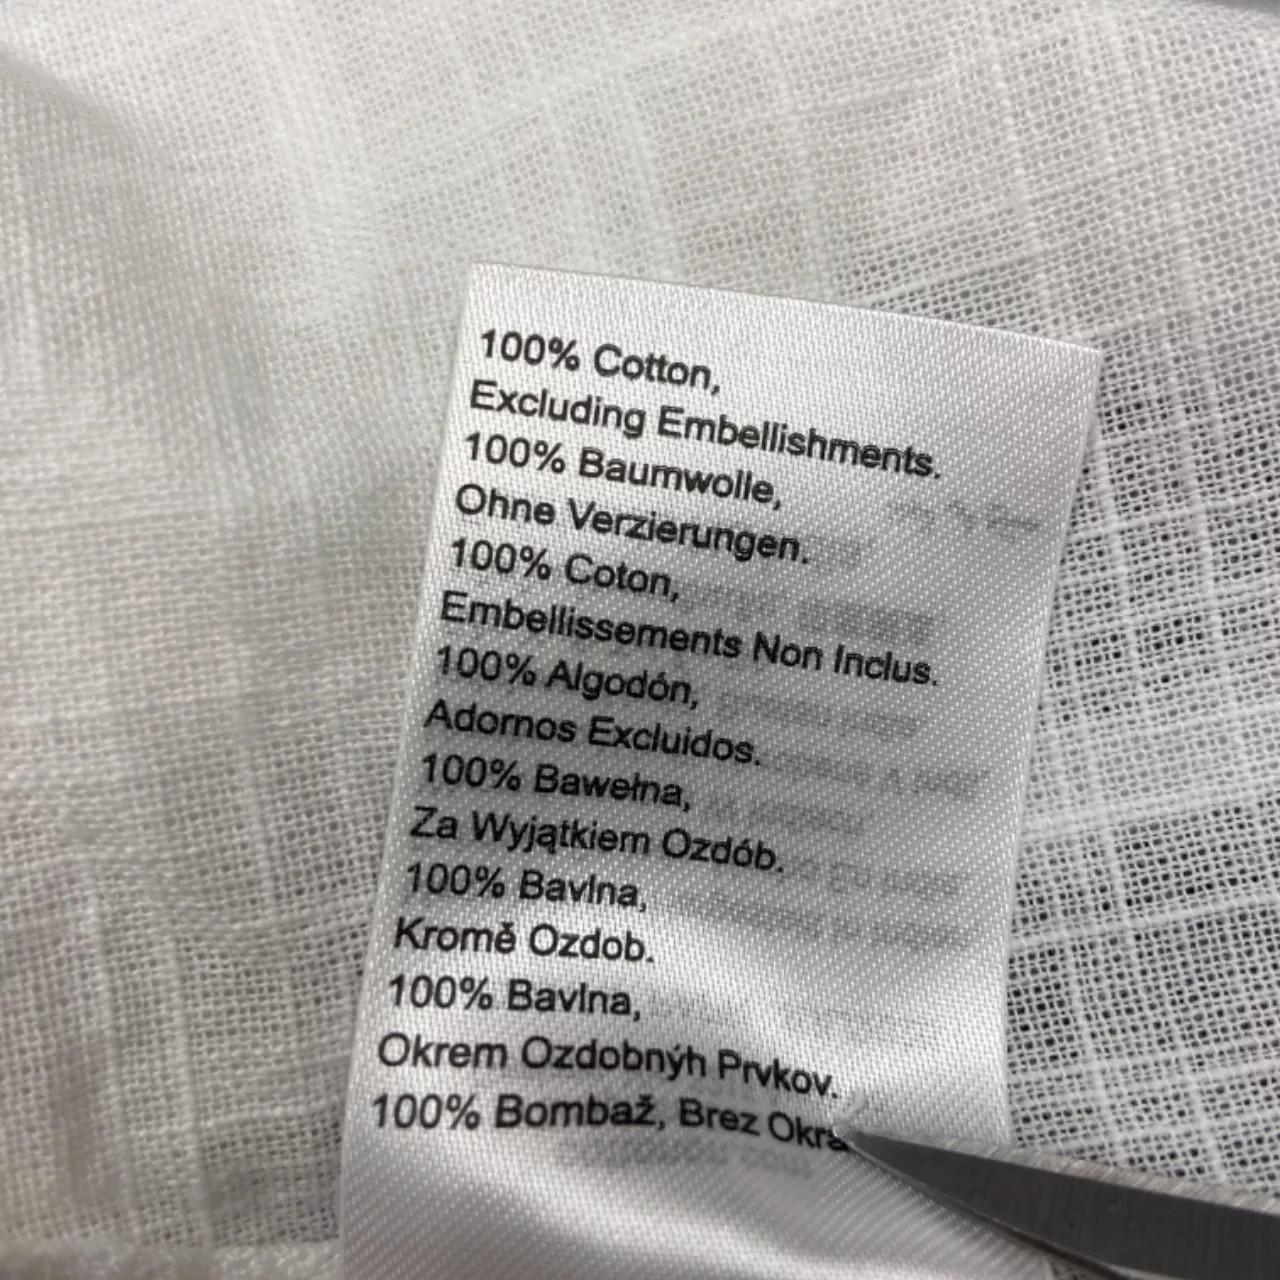 100% Cotton,
Excluding Embellishments.
100% Baumwolle,
Ohne Verzierungen.
100% Coton,
Embellissements Non Inclus.
100% Algodón,
Adornos Excluidos.
100% Bawełna,
Za Wyjątkiem Ozdób.
100% Bavlna,
Kromě Ozdob.
100% Bavlna,
Okrem Ozdobnýh Prvkov.
100% Bombaž, Brez